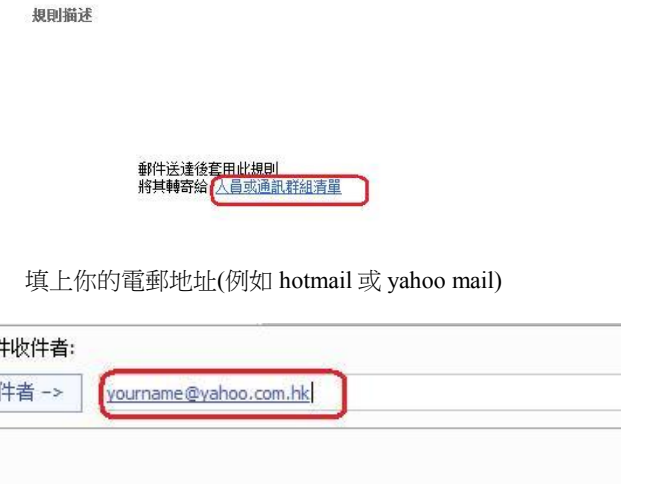 規則描述
郵件送達後套用此規則
將其轉寄給 人員或通訊群組清單
填上你的電郵地址(例如 hotmail 或 yahoo mail)
件收件者:
件者 ->
yourname@yahoo.com.hk